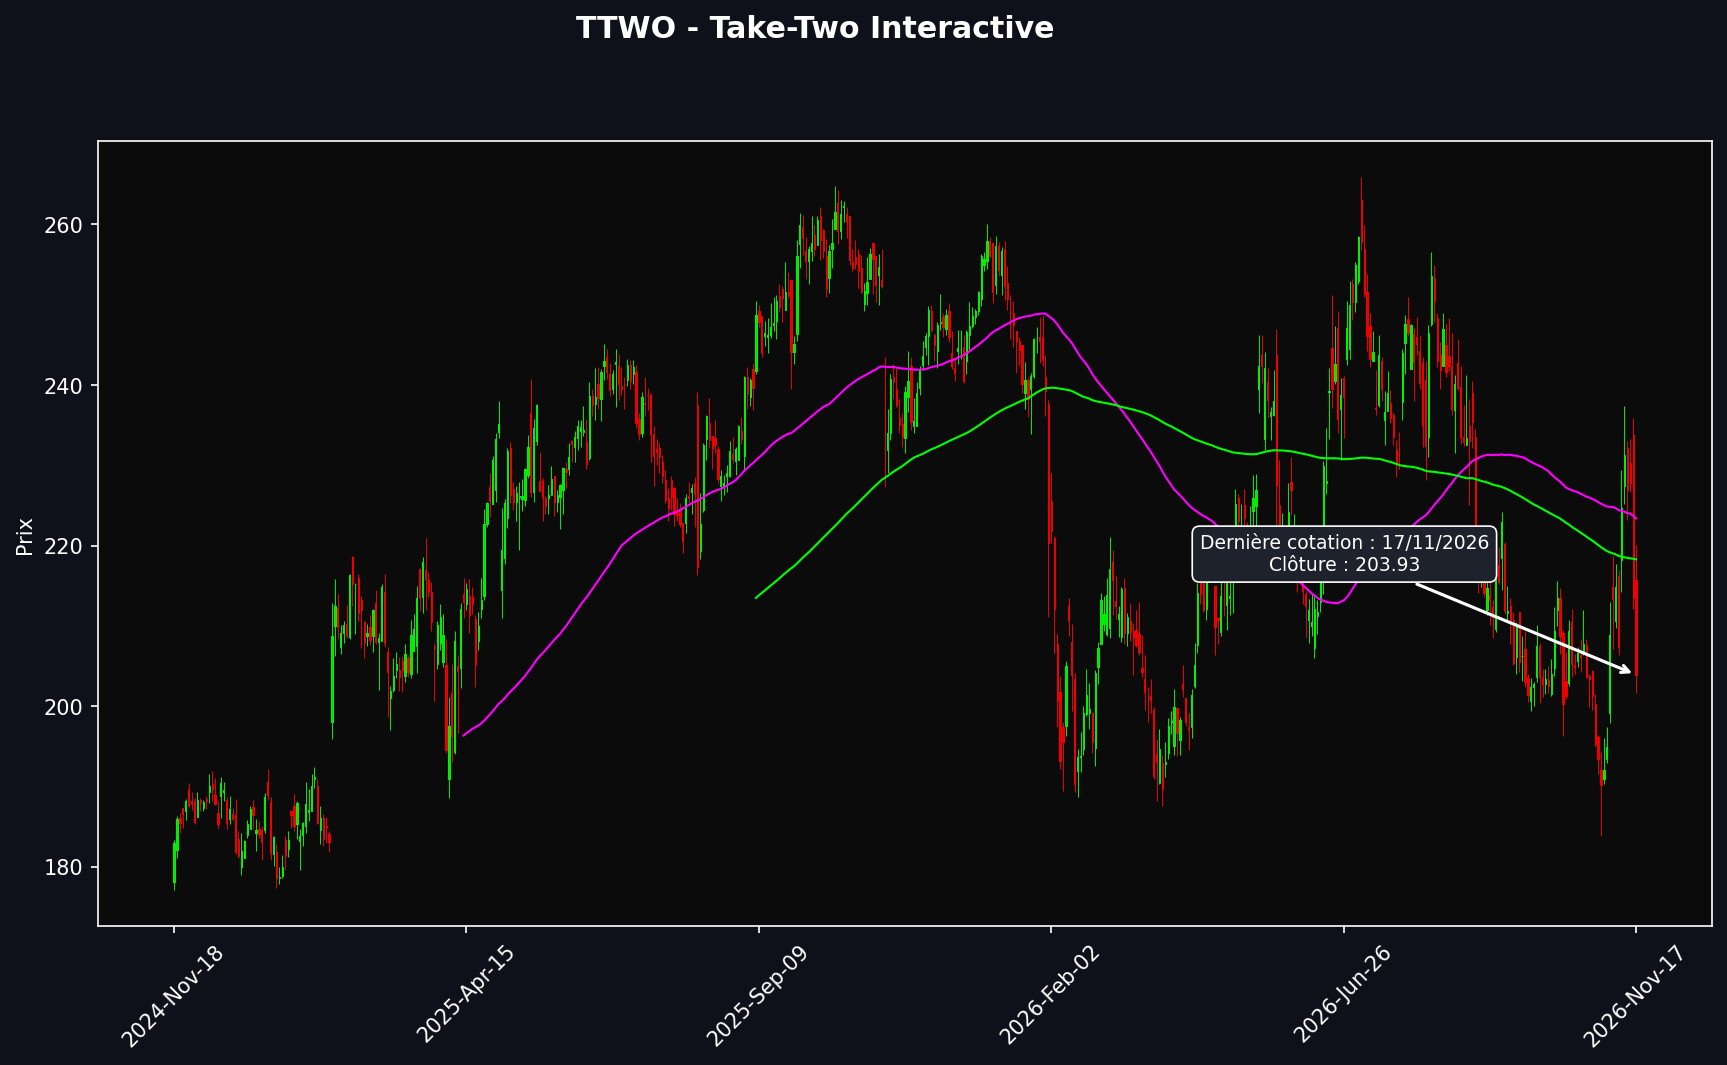 TTWO - Take-Two Interactive
Prix
260
240
220
200
180
Dernière cotation : 17/11/2026
Clôture : 203.93
2024-Nov-18
2025-Apr-15
2025-Sep-09
2026-Feb-02
2026-Jun-26
2026-Nov-17